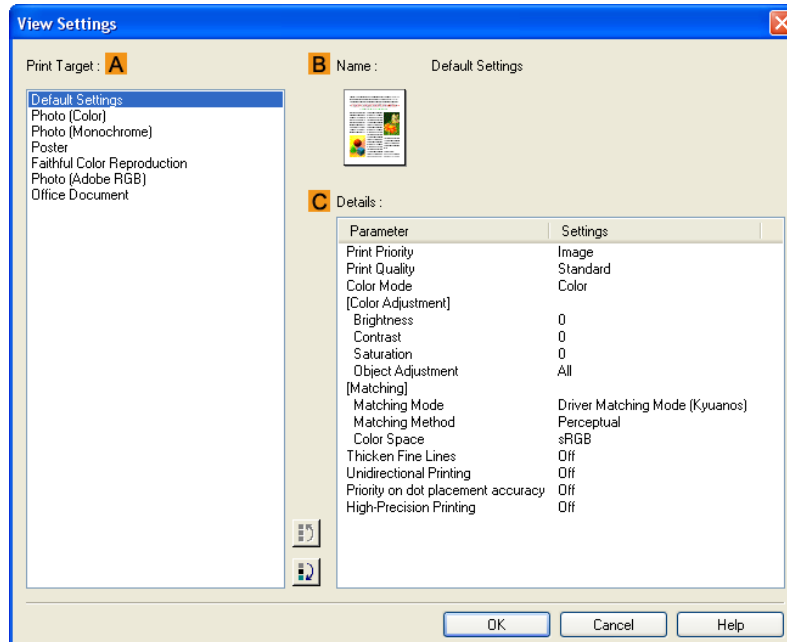 View Settings
Print Target : A
Default Settings
Photo (Color)
Photo (Monochrome)
Poster
Faithful Color Reproduction
Photo (Adobe RGB)
Office Document
B Name : Default Settings
C Details :
Parameter Settings
Print Priority Image
Print Quality Standard
Color Mode Color
[Color Adjustment]
Brightness 0
Contrast 0
Saturation 0
Object Adjustment All
[Matching]
Matching Mode Driver Matching Mode (Kyuanos)
Matching Method Perceptual
Color Space sRGB
Thicken Fine Lines Off
Unidirectional Printing Off
Priority on dot placement accuracy Off
High-Precision Printing Off
OK Cancel Help